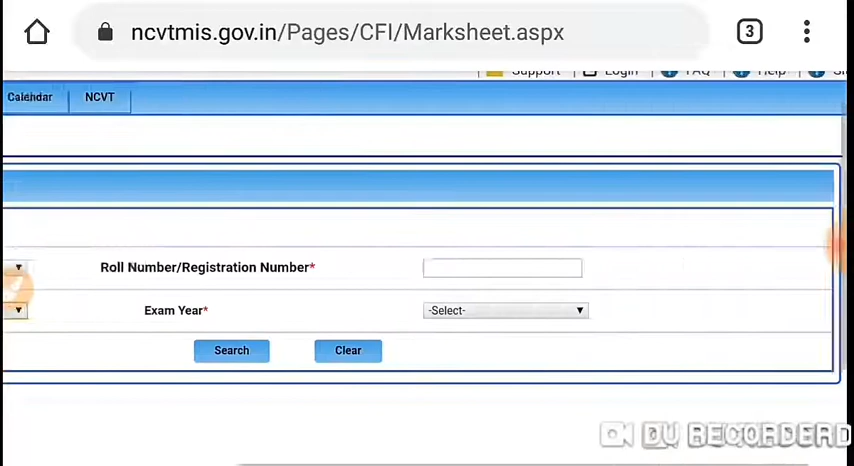 ncvtmis.gov.in/Pages/CFI/Marksheet.aspx
3
Support Login FAQ Help
Calendar NCVT
Roll Number/Registration Number*
Exam Year*
-Select-
Search Clear
DU RECORDER